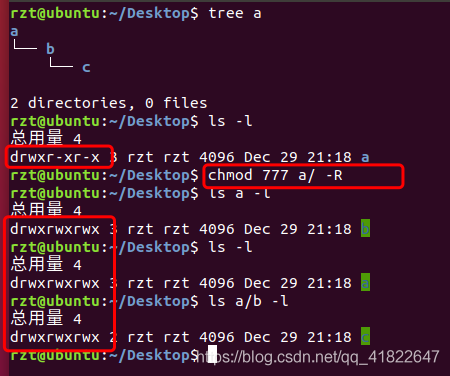 rzt@ubuntu:~/Desktop$ tree a
a
└── b
    └── c

2 directories, 0 files
rzt@ubuntu:~/Desktop$ ls -l
总用量 4
drwxr-xr-x 3 rzt rzt 4096 Dec 29 21:18 a
rzt@ubuntu:~/Desktop$ chmod 777 a/ -R
rzt@ubuntu:~/Desktop$ ls a -l
总用量 4
drwxrwxrwx 3 rzt rzt 4096 Dec 29 21:18 b
rzt@ubuntu:~/Desktop$ ls -l
总用量 4
drwxrwxrwx 3 rzt rzt 4096 Dec 29 21:18 a
rzt@ubuntu:~/Desktop$ ls a/b -l
总用量 4
drwxrwxrwx 2 rzt rzt 4096 Dec 29 21:18 c
rzt@ubuntu:~/Desktop$
https://blog.csdn.net/qq_41822647